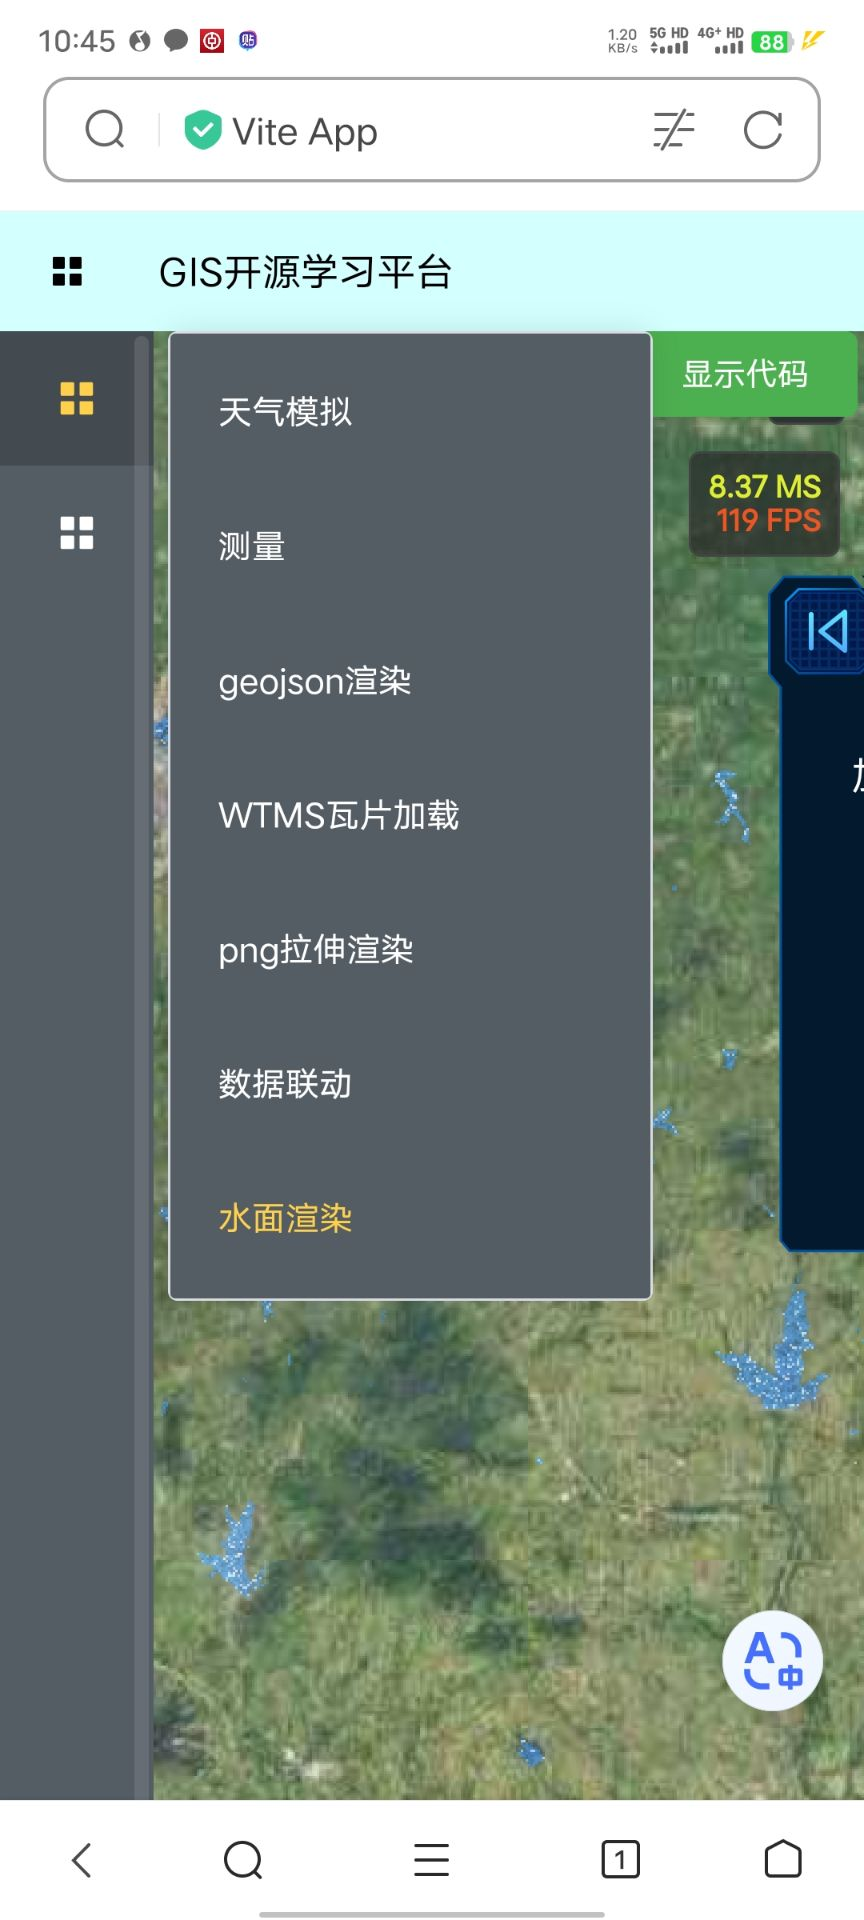 10:45
1.20 KB/s
5G HD
4G+ HD
88
Vite App
GIS开源学习平台
显示代码
天气模拟
8.37 MS
119 FPS
测量
geojson渲染
WTMS瓦片加载
png拉伸渲染
数据联动
水面渲染
A中
1